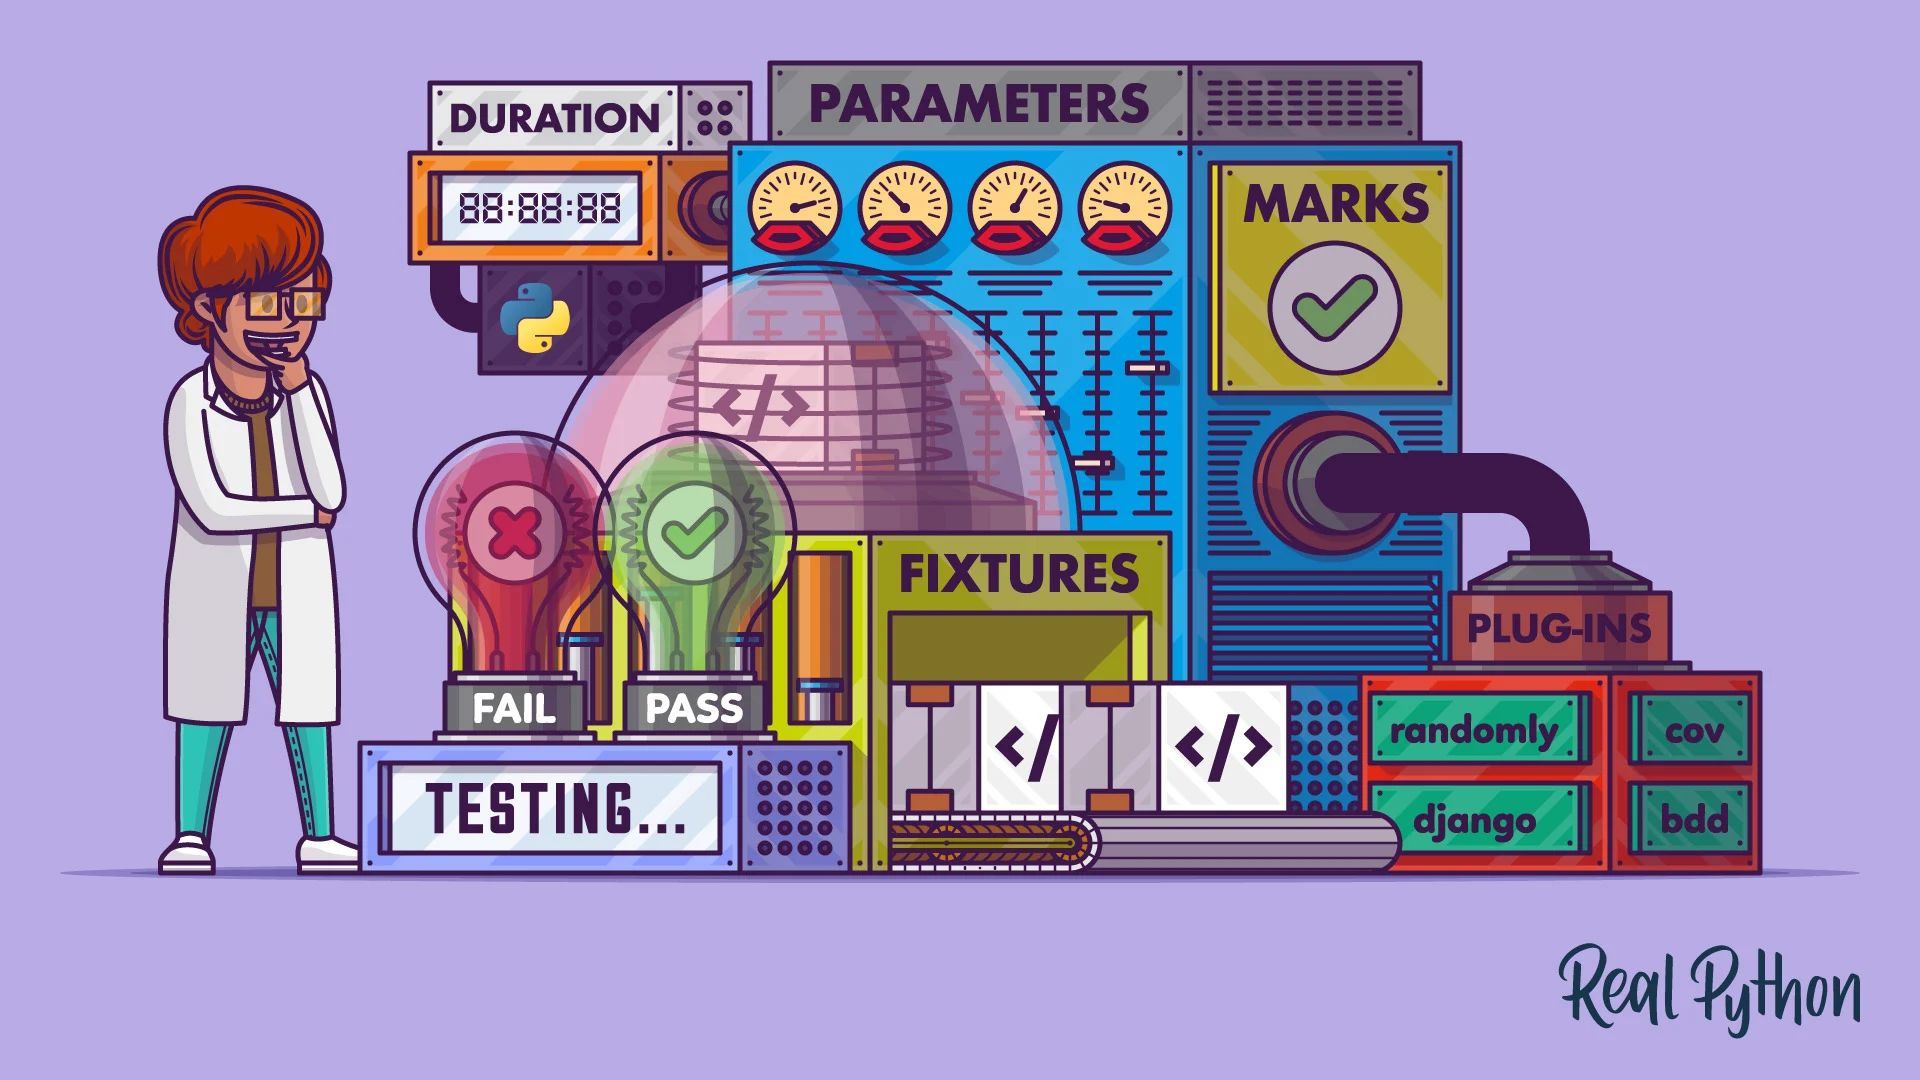 DURATION
PARAMETERS
88:88:88
MARKS
</>
FIXTURES
PLUG-INS
FAIL
PASS
</
</>
randomly
cov
TESTING...
django
bdd
Real Python